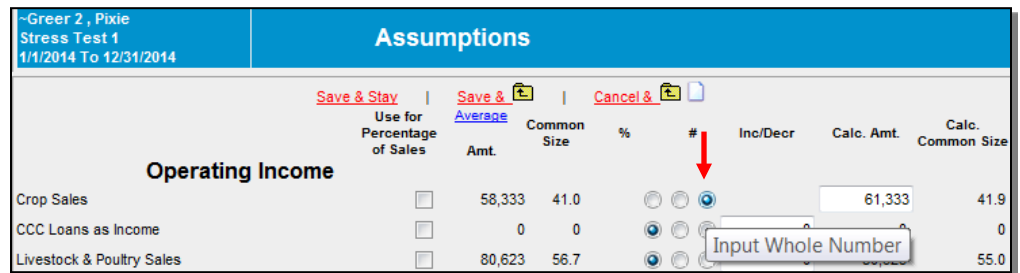 ~Greer 2 , Pixie
Stress Test 1
1/1/2014 To 12/31/2014
Assumptions
Save & Stay | Save & | Cancel &
Use for Percentage of Sales Average Amt. Common Size % # Inc/Decr Calc. Amt. Calc. Common Size
Operating Income
Crop Sales 58,333 41.0 61,333 41.9
CCC Loans as Income 0 0 0
Input Whole Number
Livestock & Poultry Sales 80,623 56.7 55.0